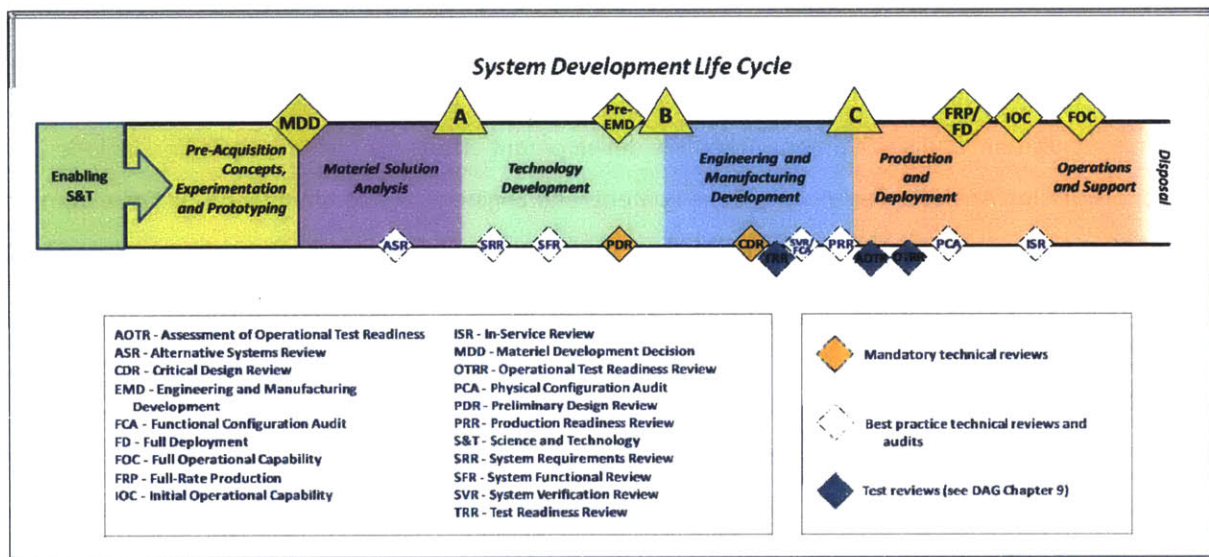 System Development Life Cycle
MDD
A
Pre-
EMD
B
C
FRP/
FD
IOC
FOC
Enabling
S&T
Pre-Acquisition
Concepts,
Experimentation
and Prototyping
Materiel Solution
Analysis
Technology
Development
Engineering and
Manufacturing
Development
Production
and
Deployment
Operations
and Support
Disposal
ASR
SRR
SFR
PDR
CDR
TRR
SVR/
FCA
PRR
AOTR
OTRR
PCA
ISR
AOTR - Assessment of Operational Test Readiness
ASR - Alternative Systems Review
CDR - Critical Design Review
EMD - Engineering and Manufacturing
Development
FCA - Functional Configuration Audit
FD - Full Deployment
FOC - Full Operational Capability
FRP - Full-Rate Production
IOC - Initial Operational Capability
ISR - In-Service Review
MDD - Materiel Development Decision
OTRR - Operational Test Readiness Review
PCA - Physical Configuration Audit
PDR - Preliminary Design Review
PRR - Production Readiness Review
S&T - Science and Technology
SRR - System Requirements Review
SFR - System Functional Review
SVR - System Verification Review
TRR - Test Readiness Review
Mandatory technical reviews
Best practice technical reviews and
audits
Test reviews (see DAG Chapter 9)